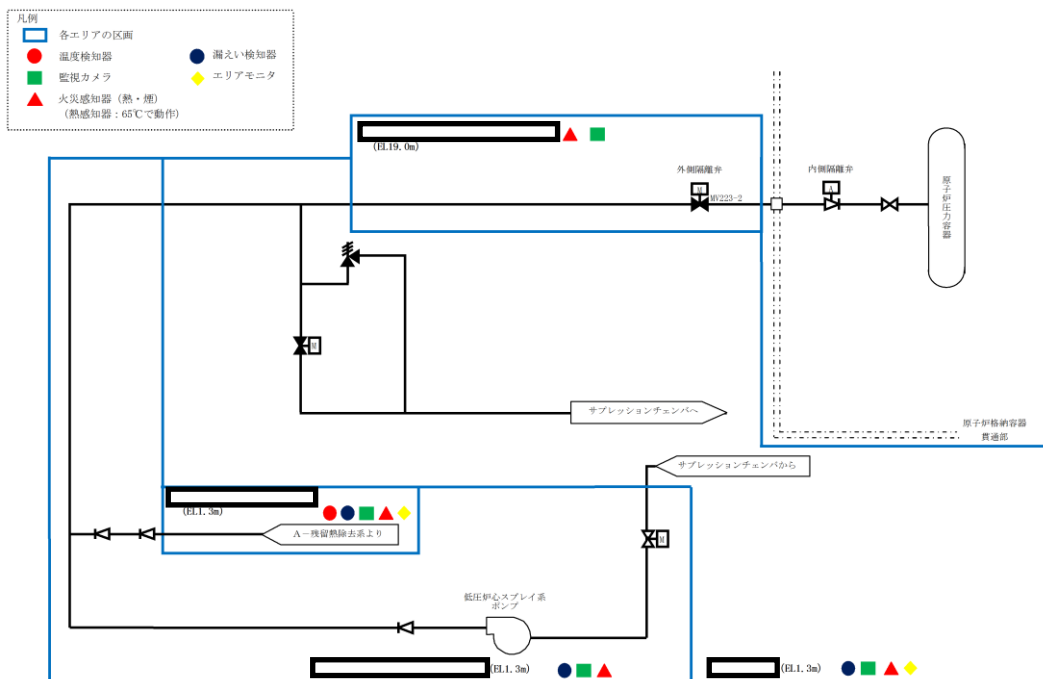 凡例
各エリアの区画
温度検知器
漏えい検知器
監視カメラ
エリアモニタ
火災感知器（熱・煙）
（熱感知器：65℃で動作）
(EL19.0m)
外側隔離弁
内側隔離弁
M
MV223-2
A
原子炉圧力容器
M
サプレッションチェンバへ
原子炉格納容器
貫通部
サプレッションチェンバから
(EL1.3m)
A－残留熱除去系より
M
低圧炉心スプレイ系
ポンプ
(EL1.3m)
(EL1.3m)